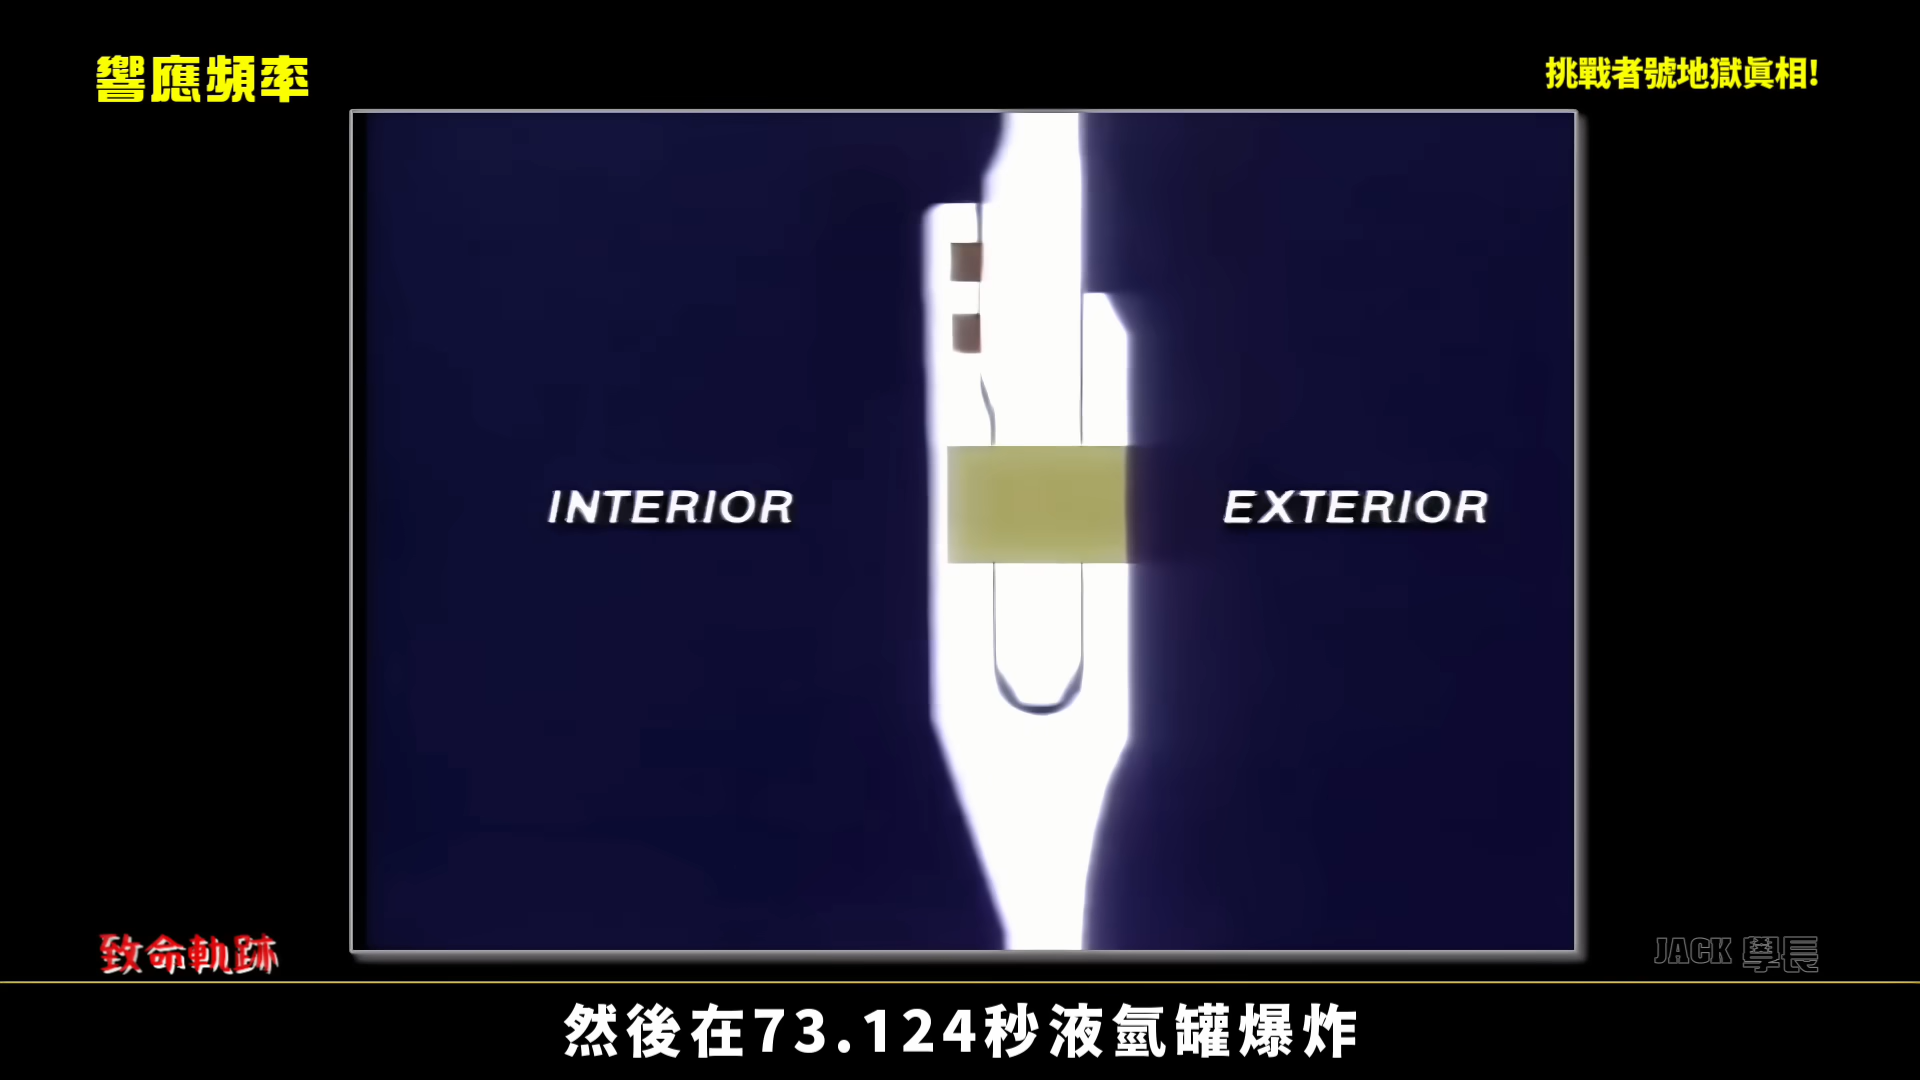 響應頻率
挑戰者號地獄真相!
INTERIOR
EXTERIOR
致命軌跡
JACK 學長
然後在73.124秒液氫罐爆炸